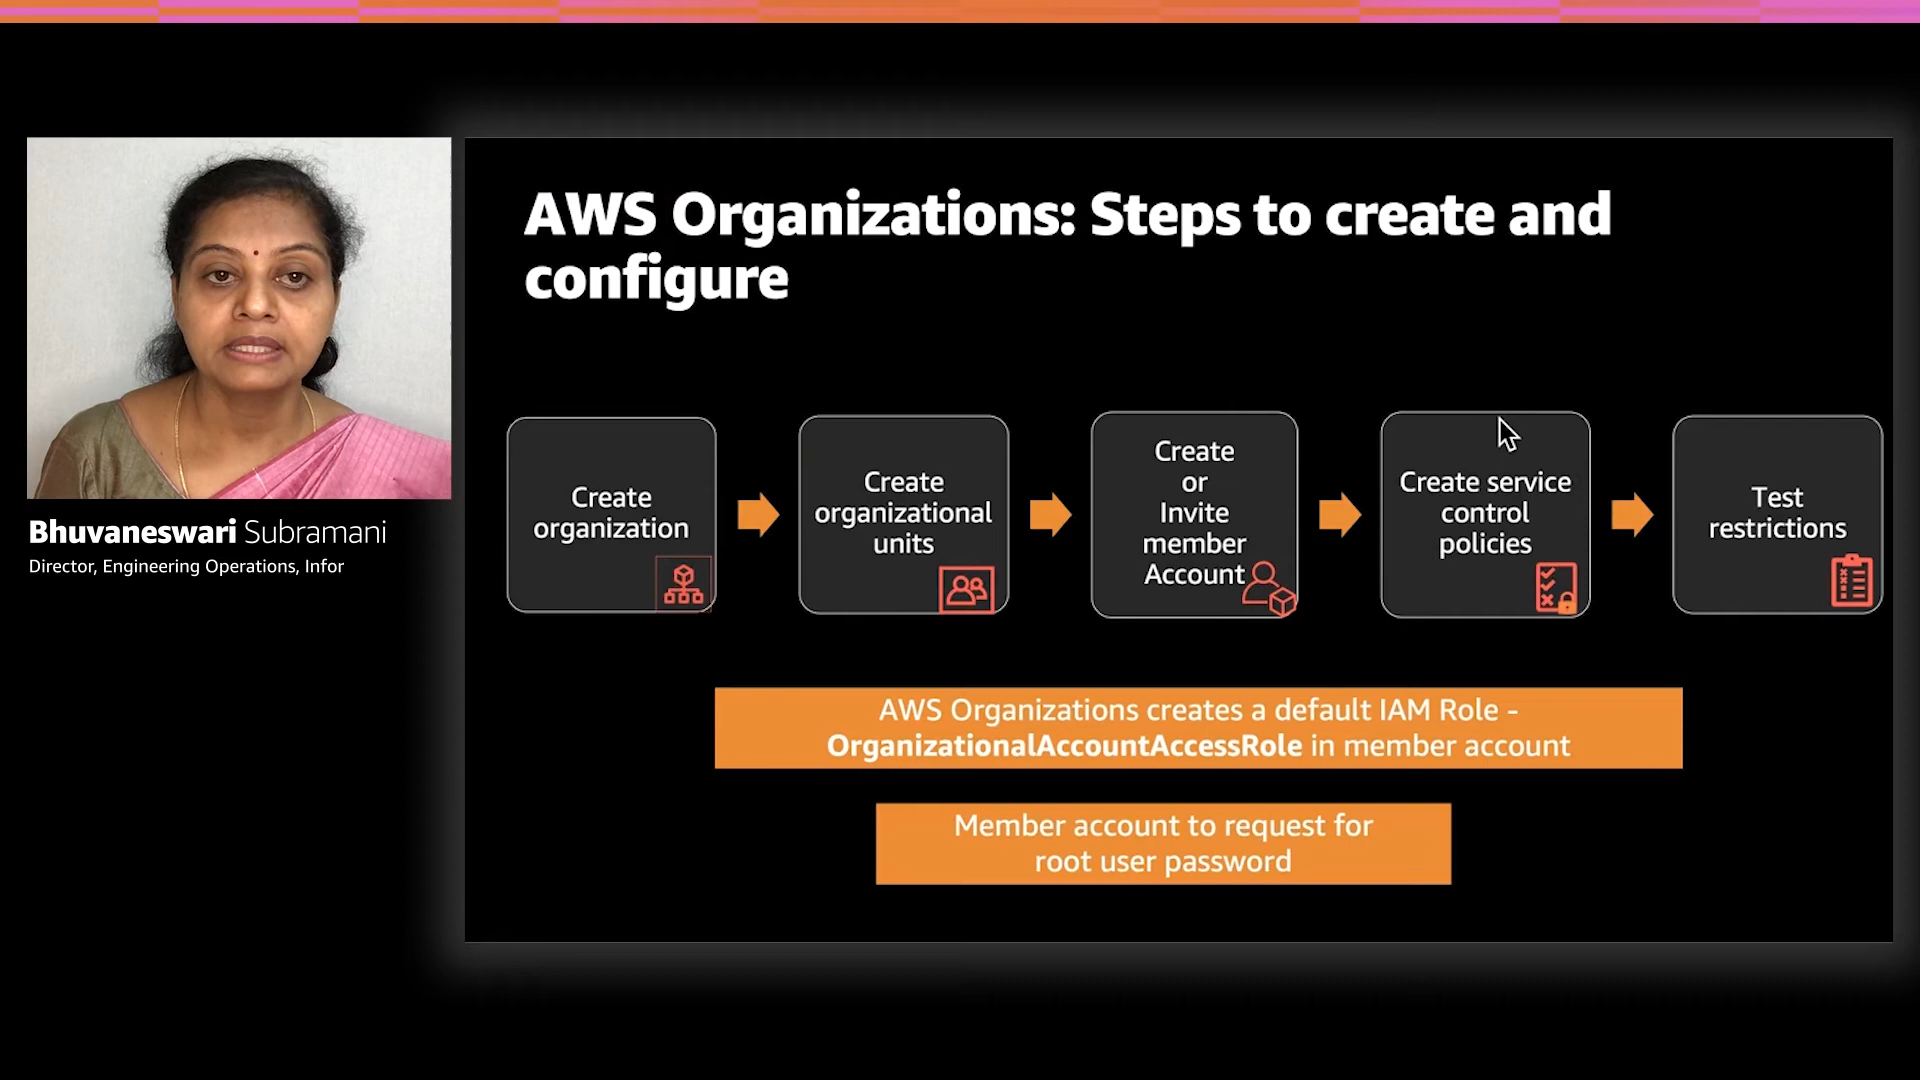 AWS Organizations: Steps to create and
configure
Create
organization
Create
organizational
units
Create
or
Invite
member
Account
Create service
control
policies
Test
restrictions
AWS Organizations creates a default IAM Role -
OrganizationalAccountAccessRole in member account
Member account to request for
root user password
Bhuvaneswari Subramani
Director, Engineering Operations, Infor